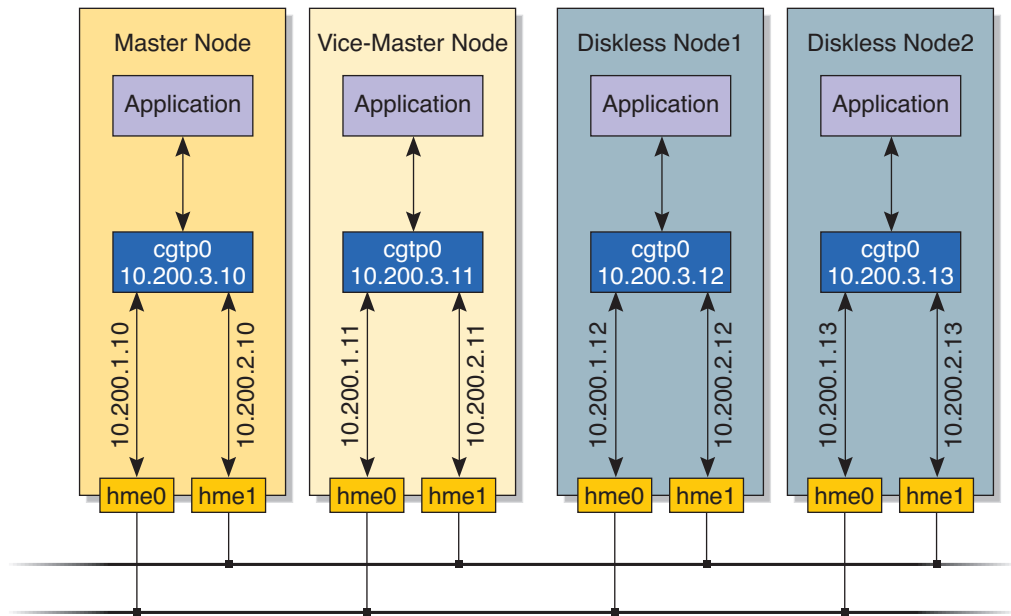 Master Node
Vice-Master Node
Diskless Node1
Diskless Node2
Application
Application
Application
Application
cgtp0
10.200.3.10
cgtp0
10.200.3.11
cgtp0
10.200.3.12
cgtp0
10.200.3.13
10.200.1.10
10.200.2.10
10.200.1.11
10.200.2.11
10.200.1.12
10.200.2.12
10.200.1.13
10.200.2.13
hme0
hme1
hme0
hme1
hme0
hme1
hme0
hme1